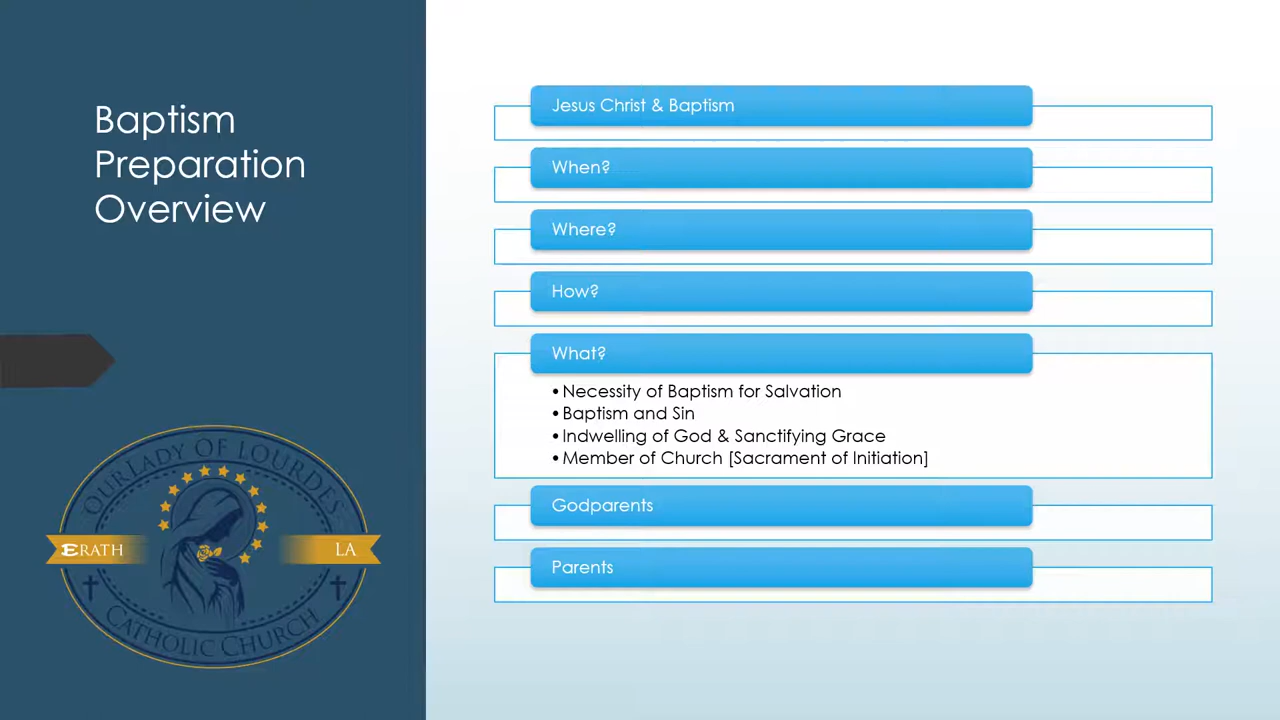 Baptism
Preparation
Overview
OUR LADY OF LOURDES
ERATH
LA
CATHOLIC CHURCH
Jesus Christ & Baptism
When?
Where?
How?
What?
•Necessity of Baptism for Salvation
•Baptism and Sin
•Indwelling of God & Sanctifying Grace
•Member of Church [Sacrament of Initiation]
Godparents
Parents